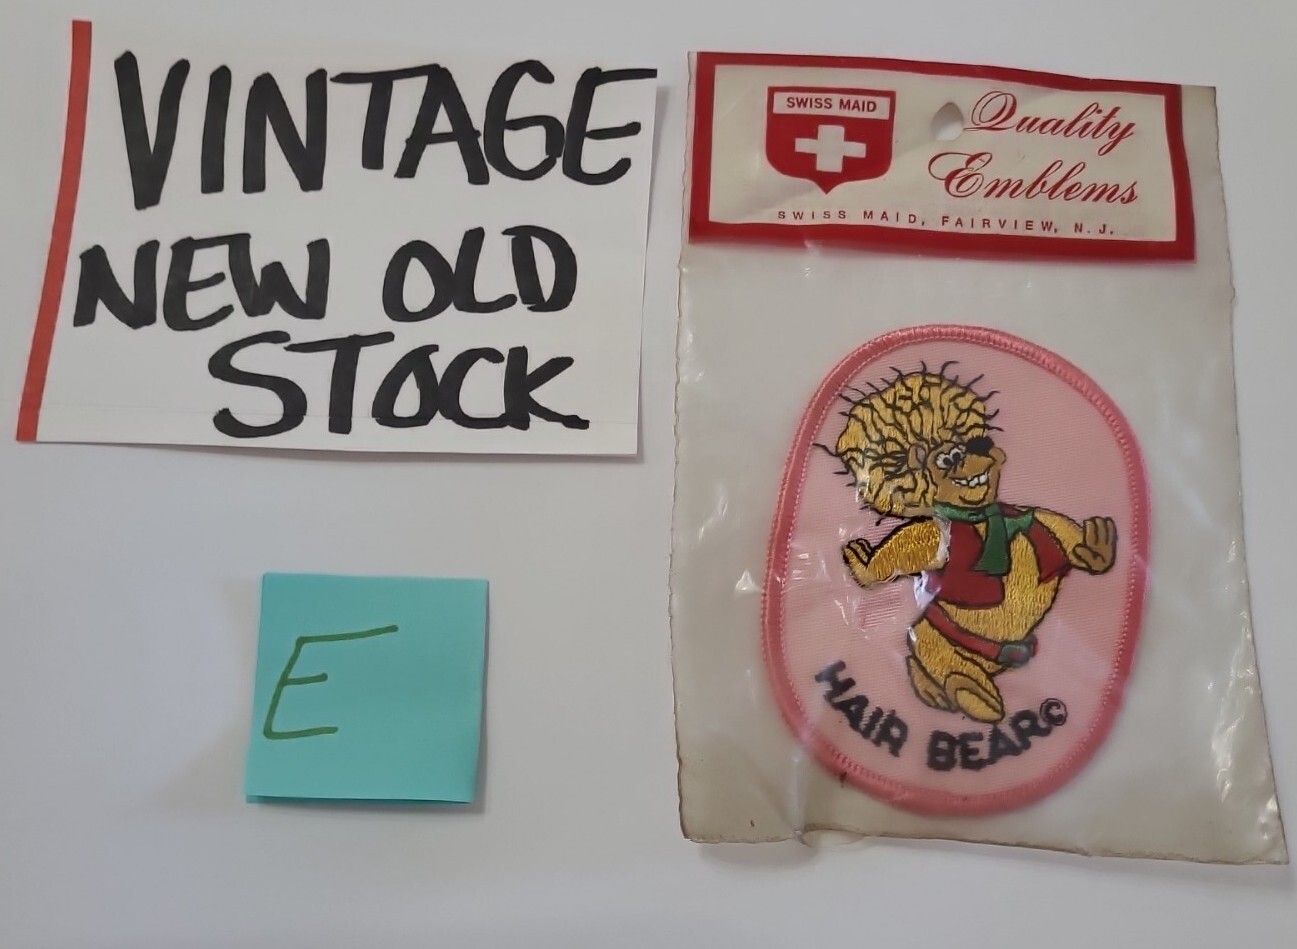 VINTAGE
NEW OLD
STOCK
SWISS MAID
Quality
Emblems
SWISS MAID, FAIRVIEW, N.J.
E
HAIR BEAR©